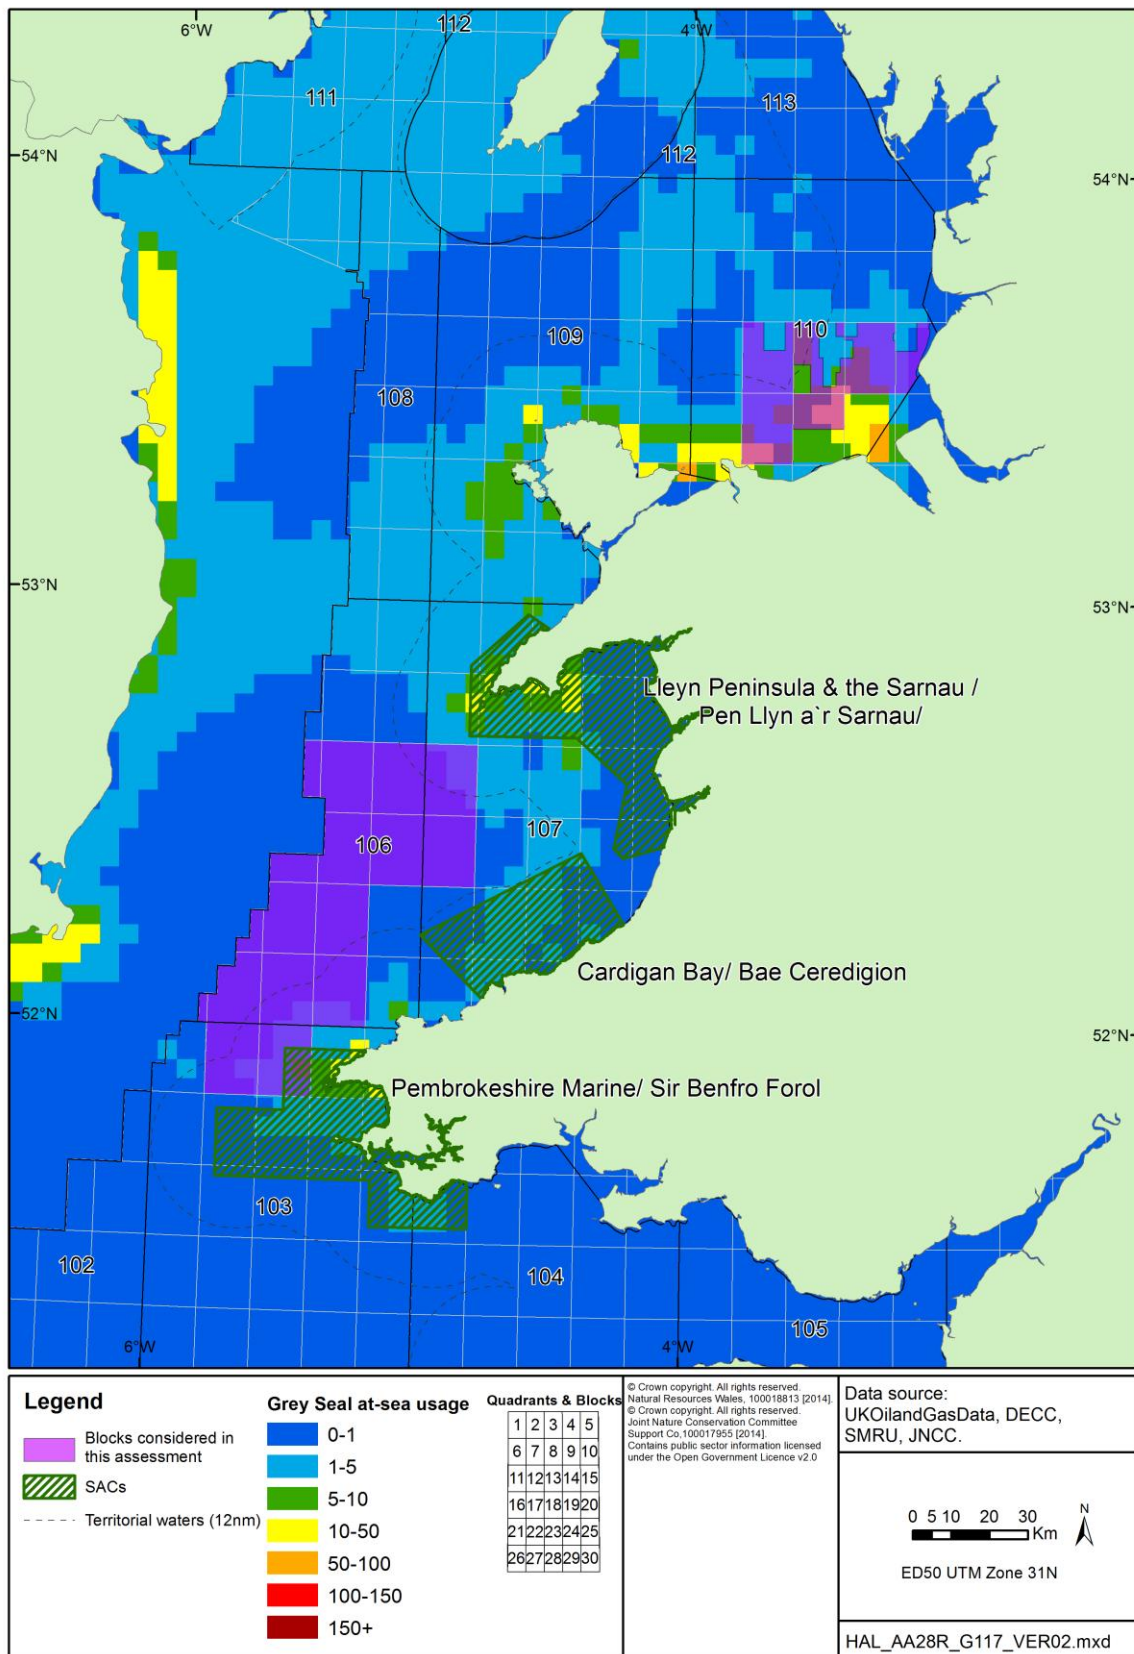 6°W
112
4°W
111
113
54°N
112
54°N
110
109
108
53°N
53°N
Lleyn Peninsula & the Sarnau /
Pen Llyn a`r Sarnau/
106
107
Cardigan Bay/ Bae Ceredigion
52°N
52°N
Pembrokeshire Marine/ Sir Benfro Forol
103
102
104
105
6°W
4°W
Legend
Blocks considered in
this assessment
SACs
Territorial waters (12nm)
Grey Seal at-sea usage
0-1
1-5
5-10
10-50
50-100
100-150
150+
Quadrants & Blocks
1 2 3 4 5
6 7 8 9 10
11 12 13 14 15
16 17 18 19 20
21 22 23 24 25
26 27 28 29 30
© Crown copyright. All rights reserved.
Natural Resources Wales, 100018813 [2014].
© Crown copyright. All rights reserved.
Joint Nature Conservation Committee
Support Co,100017955 [2014].
Contains public sector information licensed
under the Open Government Licence v2.0
Data source:
UKOilandGasData, DECC,
SMRU, JNCC.
0 5 10 20 30
Km
N
ED50 UTM Zone 31N
HAL_AA28R_G117_VER02.mxd